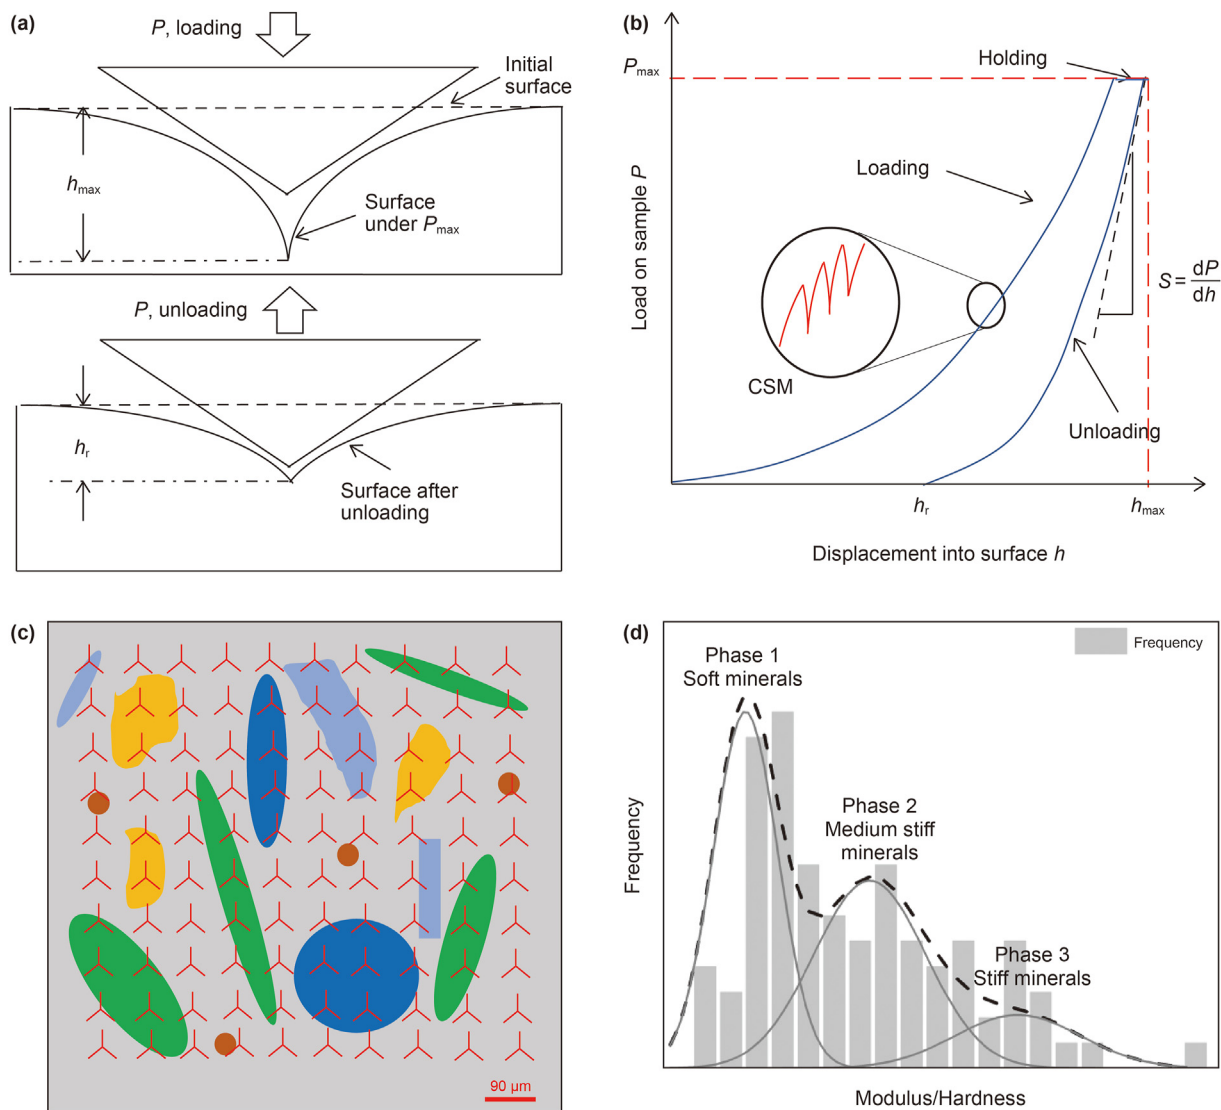 (a)
P, loading
Initial
surface
hmax
Surface
under Pmax
P, unloading
hr
Surface after
unloading
(b)
Pmax
Holding
Loading
Load on sample P
CSM
S = dP
dh
Unloading
hr
hmax
Displacement into surface h
(c)
90 μm
(d)
Frequency
Phase 1
Soft minerals
Phase 2
Medium stiff
minerals
Phase 3
Stiff minerals
Frequency
Modulus/Hardness